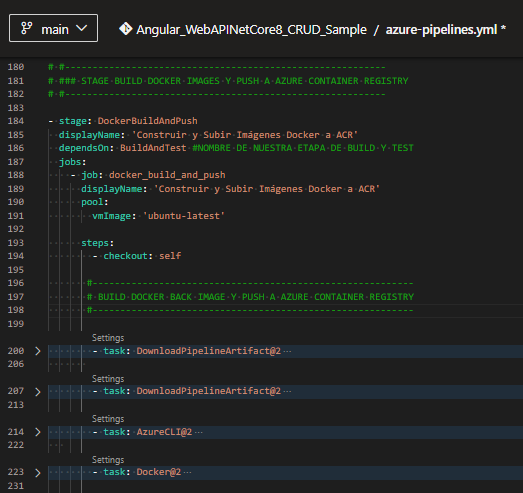 main
Angular_WebAPINetCore8_CRUD_Sample / azure-pipelines.yml *
180 # #----------------------------------------------------------
181 # ### STAGE BUILD DOCKER IMAGES Y PUSH A AZURE CONTAINER REGISTRY
182 # #----------------------------------------------------------
183
184 - stage: DockerBuildAndPush
185 displayName: 'Construir y Subir Imágenes Docker a ACR'
186 dependsOn: BuildAndTest #NOMBRE DE NUESTRA ETAPA DE BUILD Y TEST
187 jobs:
188 - job: docker_build_and_push
189 displayName: 'Construir y Subir Imágenes Docker a ACR'
190 pool:
191 vmImage: 'ubuntu-latest'
192
193 steps:
194 - checkout: self
195
196 #----------------------------------------------------------
197 # BUILD DOCKER BACK IMAGE Y PUSH A AZURE CONTAINER REGISTRY
198 #----------------------------------------------------------
199
Settings
200 - task: DownloadPipelineArtifact@2 ···
206
Settings
207 - task: DownloadPipelineArtifact@2 ···
213
Settings
214 - task: AzureCLI@2 ···
222
Settings
223 - task: Docker@2 ···
231